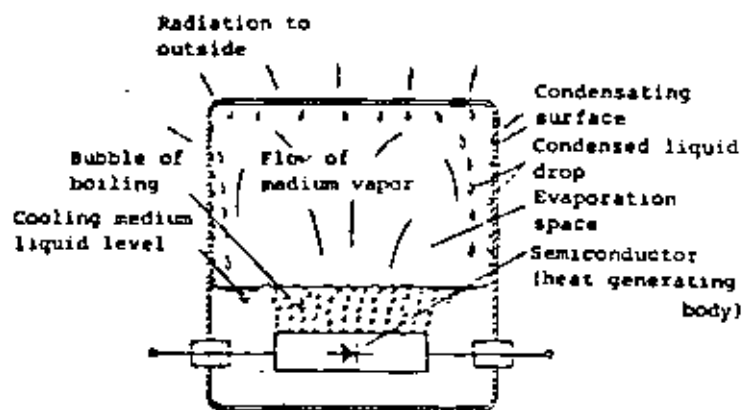 Radiation to
outside
Condensating
surface
Bubble of
boiling
Flow of
madium vapor
Condensed liquid
drop
Cooling medium
liquid level
Evaporation
space
Semiconductor
(heat generating
body)